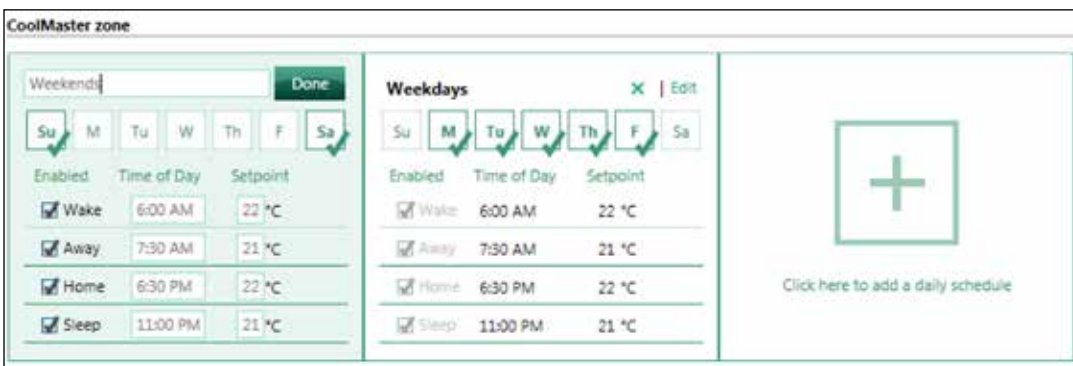 CoolMaster zone
Weekends
Done
Su M Tu W Th F Sa
Enabled Time of Day Setpoint
Wake 6:00 AM 22 °C
Away 7:30 AM 21 °C
Home 6:30 PM 22 °C
Sleep 11:00 PM 21 °C
Weekdays
Edit
Su M Tu W Th F Sa
Enabled Time of Day Setpoint
Wake 6:00 AM 22 °C
Away 7:30 AM 21 °C
Home 6:30 PM 22 °C
Sleep 11:00 PM 21 °C
Click here to add a daily schedule